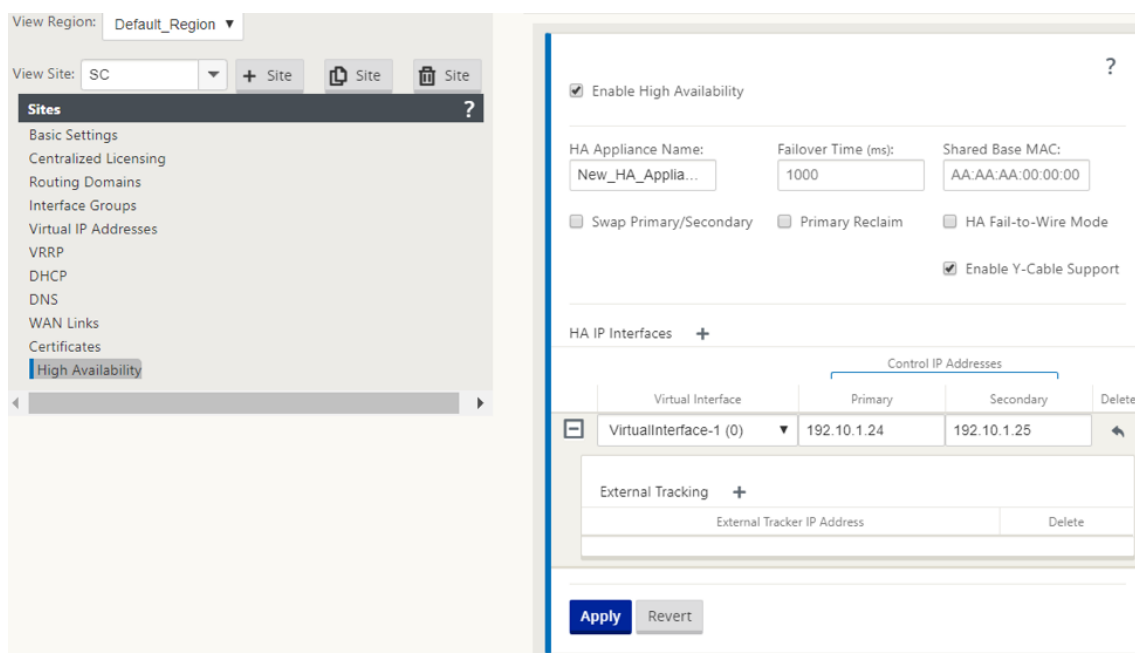 View Region: Default_Region
View Site: SC + Site Site Site
Sites ?
Basic Settings
Centralized Licensing
Routing Domains
Interface Groups
Virtual IP Addresses
VRRP
DHCP
DNS
WAN Links
Certificates
High Availability
?
Enable High Availability
HA Appliance Name: Failover Time (ms): Shared Base MAC:
New_HA_Applia... 1000 AA:AA:AA:00:00:00
Swap Primary/Secondary Primary Reclaim HA Fail-to-Wire Mode
Enable Y-Cable Support
HA IP Interfaces +
Control IP Addresses
Virtual Interface Primary Secondary Delete
VirtualInterface-1 (0) 192.10.1.24 192.10.1.25
External Tracking +
External Tracker IP Address Delete
Apply Revert